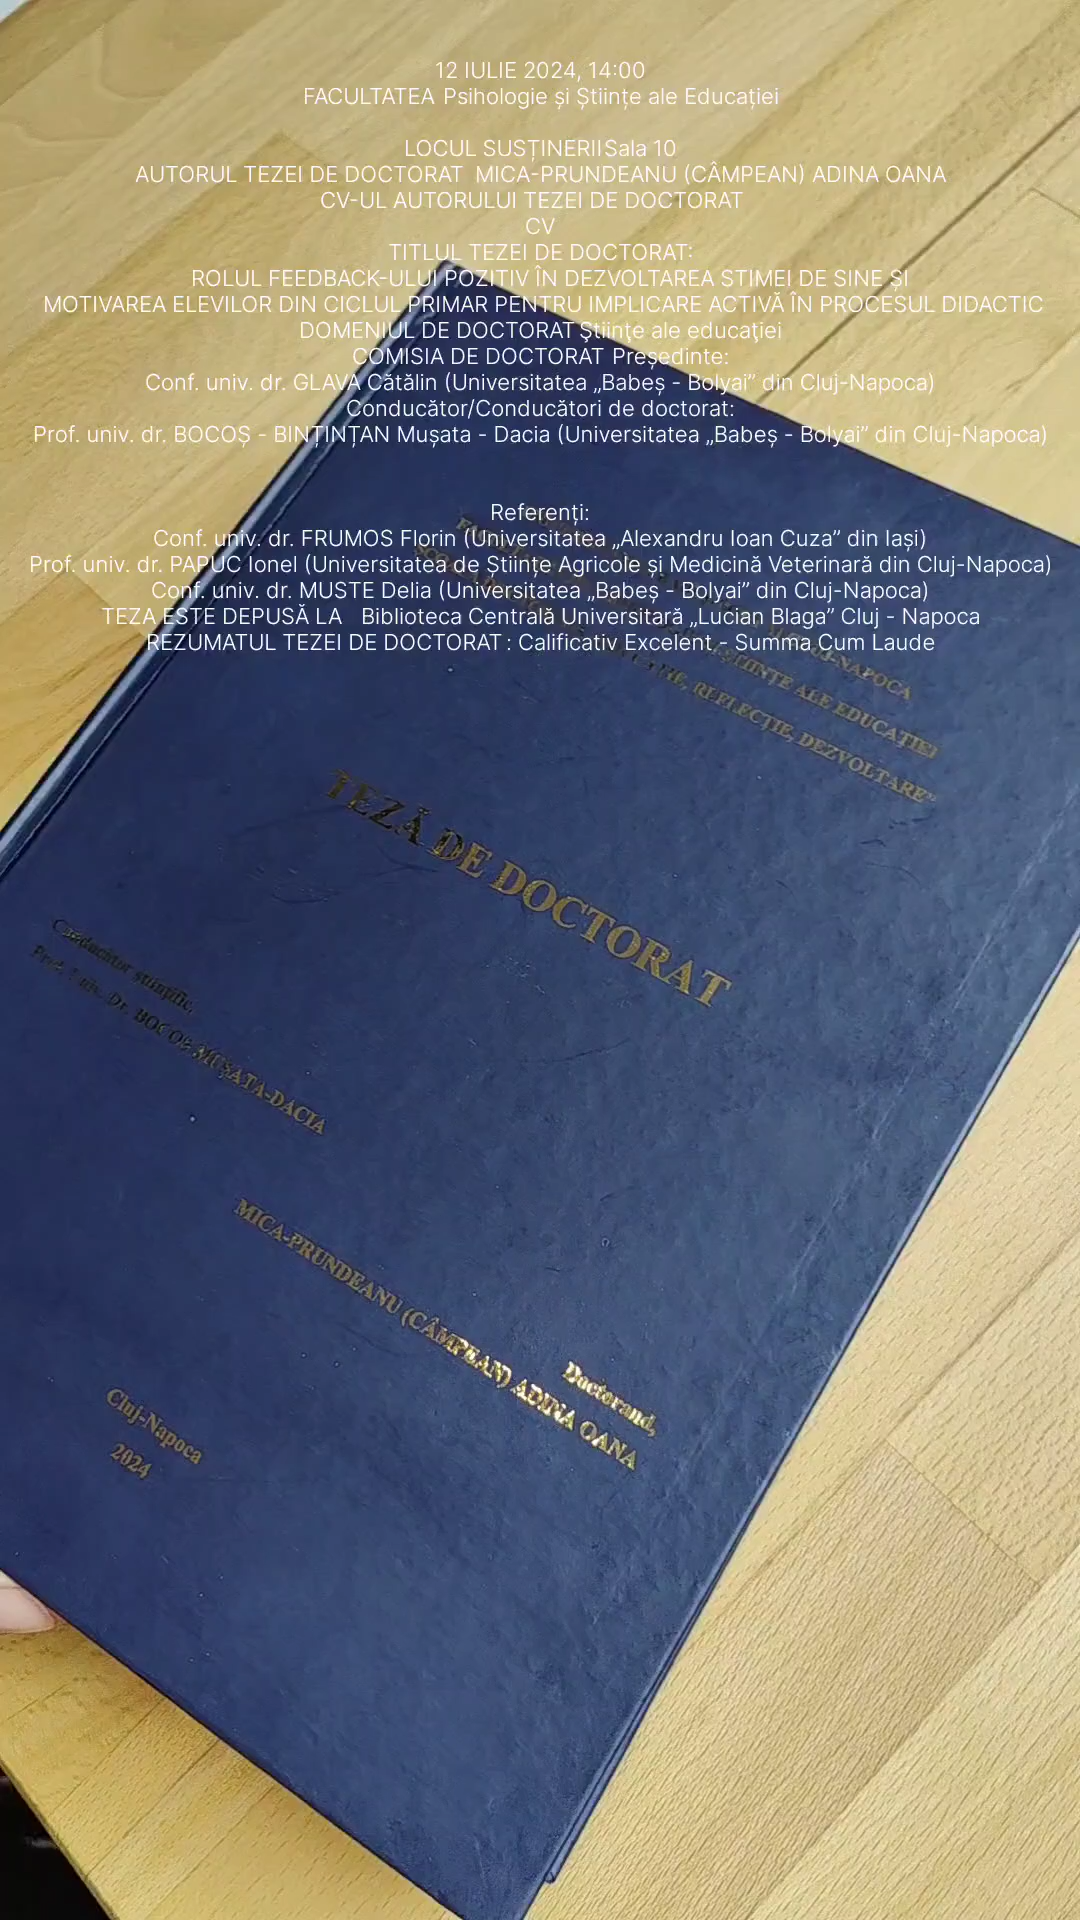 12 IULIE 2024, 14:00
FACULTATEA Psihologie și Științe ale Educației
LOCUL SUSȚINERII Sala 10
AUTORUL TEZEI DE DOCTORAT MICA-PRUNDEANU (CÂMPEAN) ADINA OANA
CV-UL AUTORULUI TEZEI DE DOCTORAT
CV
TITLUL TEZEI DE DOCTORAT:
ROLUL FEEDBACK-ULUI POZITIV ÎN DEZVOLTAREA STIMEI DE SINE ȘI
MOTIVAREA ELEVILOR DIN CICLUL PRIMAR PENTRU IMPLICARE ACTIVĂ ÎN PROCESUL DIDACTIC
DOMENIUL DE DOCTORAT Ştiinţe ale educaţiei
COMISIA DE DOCTORAT Președinte:
Conf. univ. dr. GLAVA Cătălin (Universitatea „Babeș - Bolyai” din Cluj-Napoca)
Conducător/Conducători de doctorat:
Prof. univ. dr. BOCOȘ - BINȚINȚAN Mușata - Dacia (Universitatea „Babeș - Bolyai” din Cluj-Napoca)
Referenți:
Conf. univ. dr. FRUMOS Florin (Universitatea „Alexandru Ioan Cuza” din Iași)
Prof. univ. dr. PAPUC Ionel (Universitatea de Științe Agricole și Medicină Veterinară din Cluj-Napoca)
Conf. univ. dr. MUSTE Delia (Universitatea „Babeș - Bolyai” din Cluj-Napoca)
TEZA ESTE DEPUSĂ LA Biblioteca Centrală Universitară „Lucian Blaga” Cluj - Napoca
REZUMATUL TEZEI DE DOCTORAT : Calificativ Excelent - Summa Cum Laude
CLUJ-NAPOCA
ȘTIINȚE ALE EDUCAȚIEI
REFLECȚIE, DEZVOLTARE”
TEZĂ DE DOCTORAT
Conducător științific,
Prof. Univ. Dr. BOCOȘ MUȘATA-DACIA
Doctorand,
MICA-PRUNDEANU (CÂMPEAN) ADINA OANA
Cluj-Napoca
2024